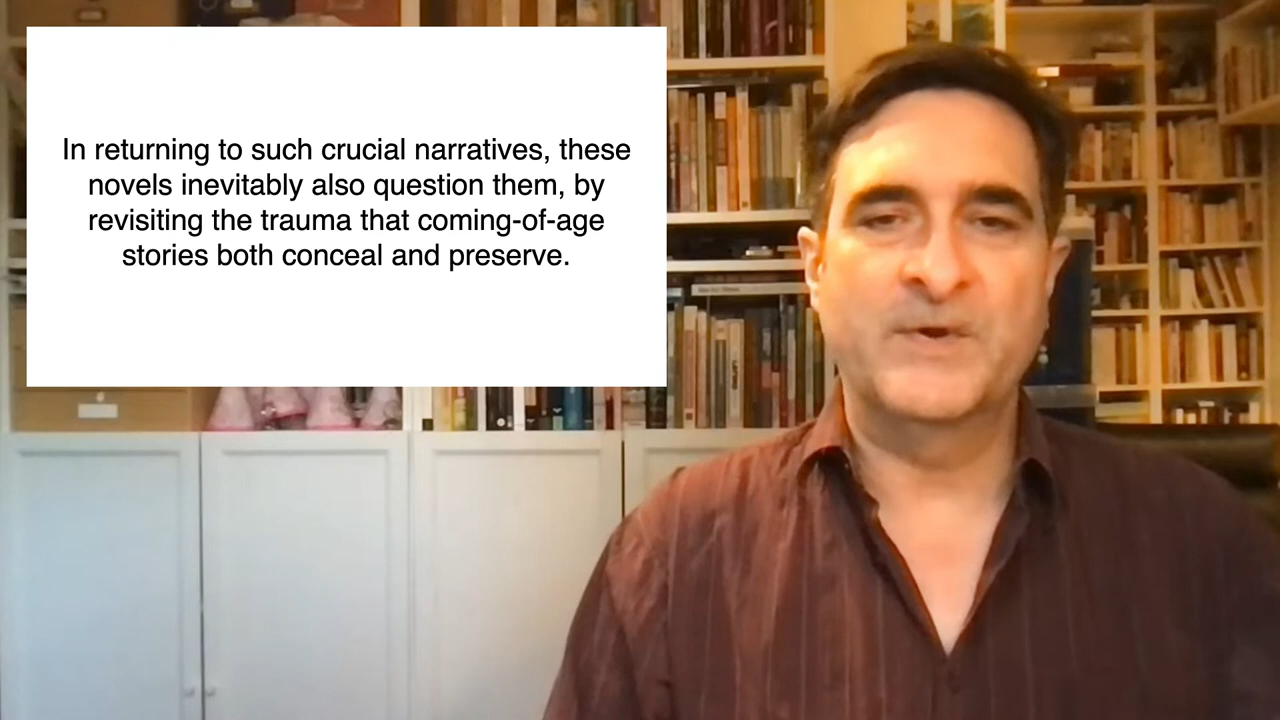 In returning to such crucial narratives, these
novels inevitably also question them, by
revisiting the trauma that coming-of-age
stories both conceal and preserve.